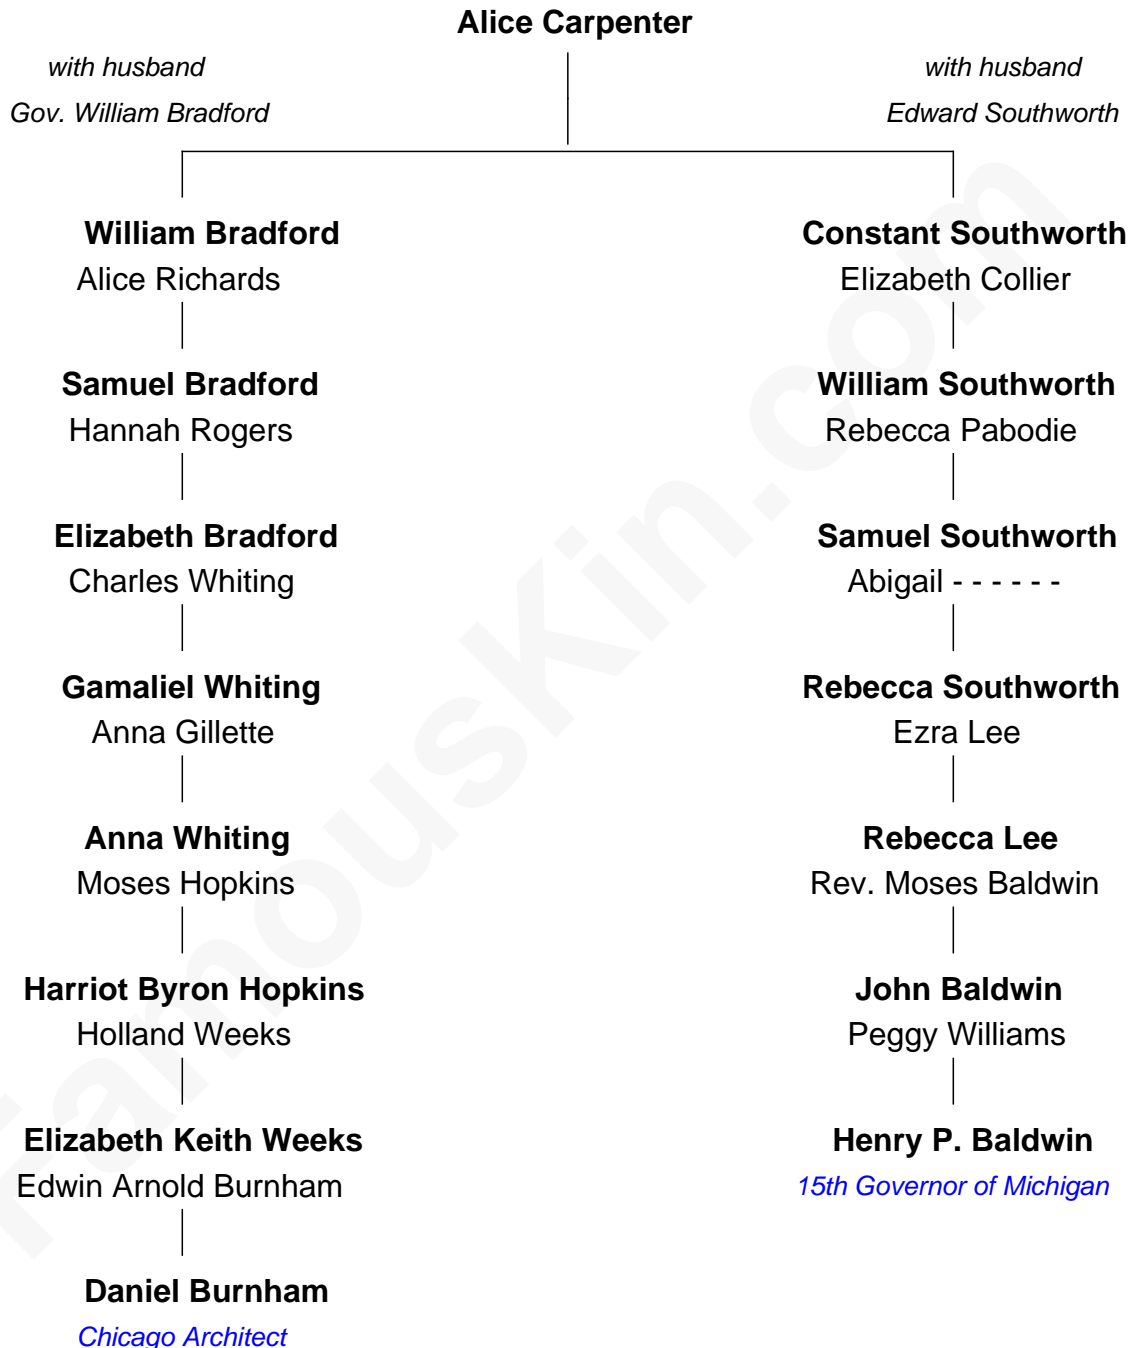 Alice Carpenter
with husband
Gov. William Bradford
with husband
Edward Southworth
William Bradford
Alice Richards
Constant Southworth
Elizabeth Collier
Samuel Bradford
Hannah Rogers
William Southworth
Rebecca Pabodie
Elizabeth Bradford
Charles Whiting
Samuel Southworth
Abigail - - - - - -
Gamaliel Whiting
Anna Gillette
Rebecca Southworth
Ezra Lee
Anna Whiting
Moses Hopkins
Rebecca Lee
Rev. Moses Baldwin
Harriot Byron Hopkins
Holland Weeks
John Baldwin
Peggy Williams
Elizabeth Keith Weeks
Edwin Arnold Burnham
Henry P. Baldwin
15th Governor of Michigan
Daniel Burnham
Chicago Architect
FamousKin.com